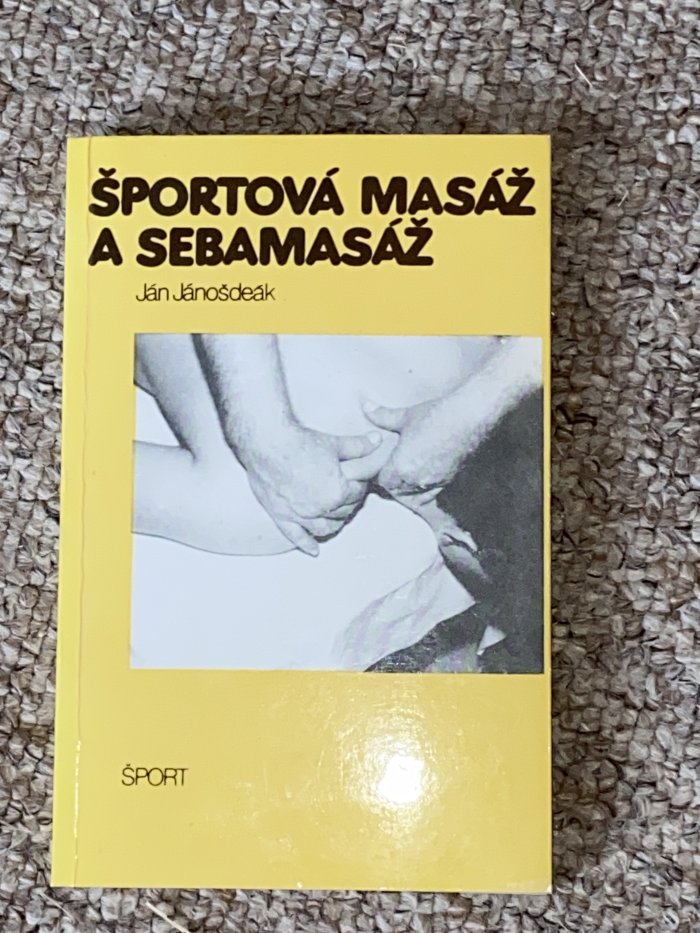 ŠPORTOVÁ MASÁŽ
A SEBAMASÁŽ
Ján Jánošdeák
ŠPORT